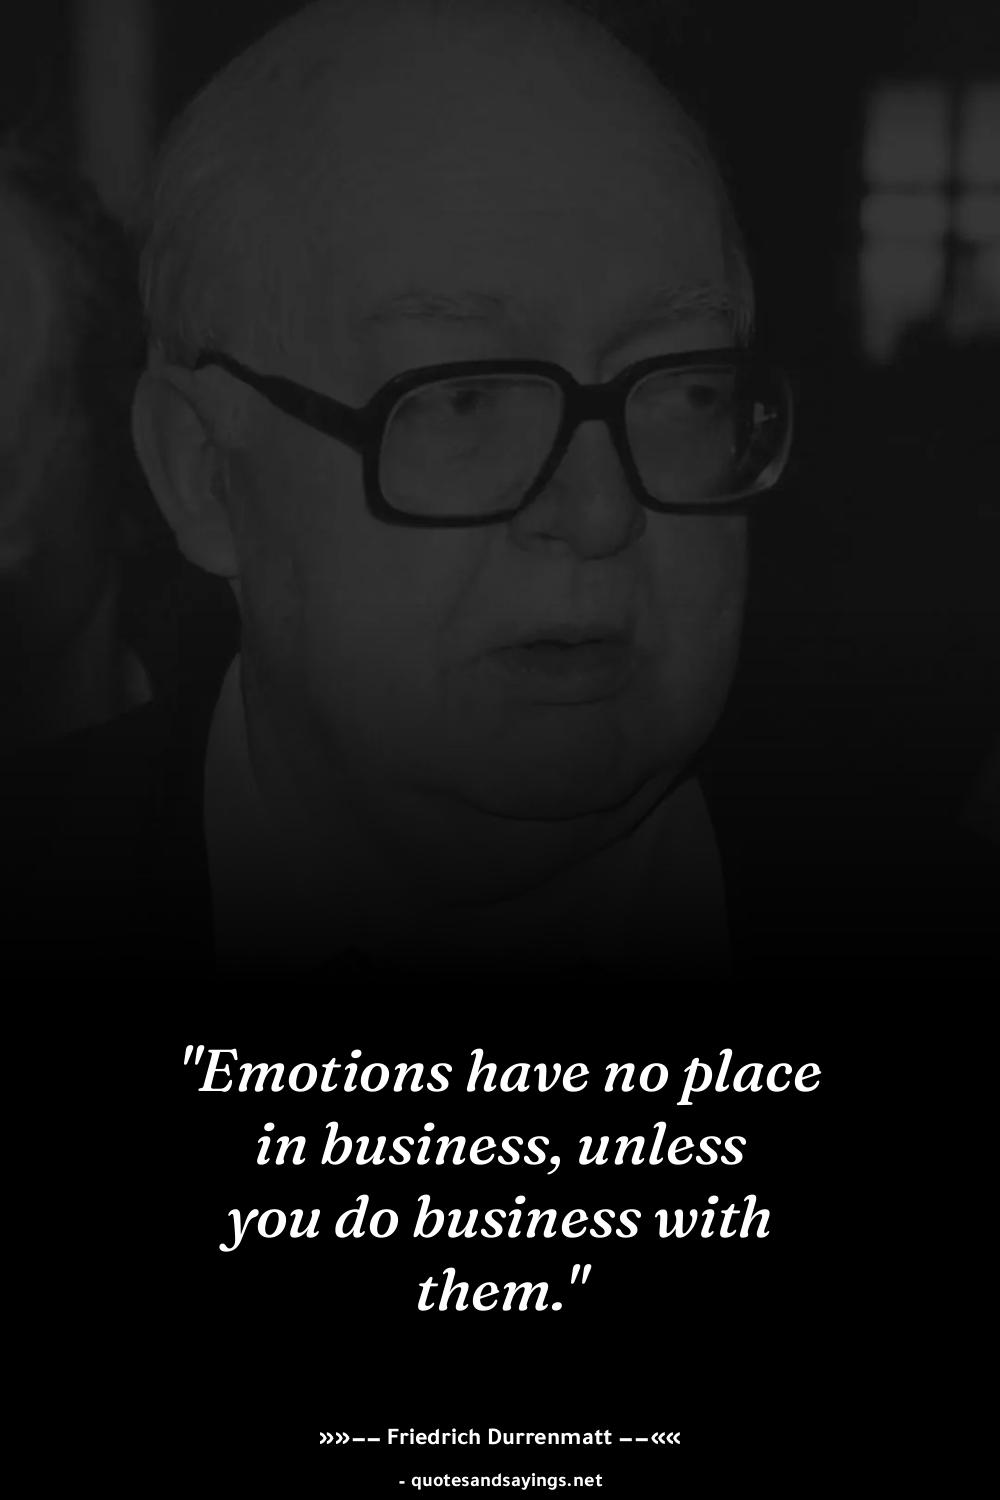 "Emotions have no place
in business, unless
you do business with
them."
»»−− Friedrich Durrenmatt −−««
- quotesandsayings.net